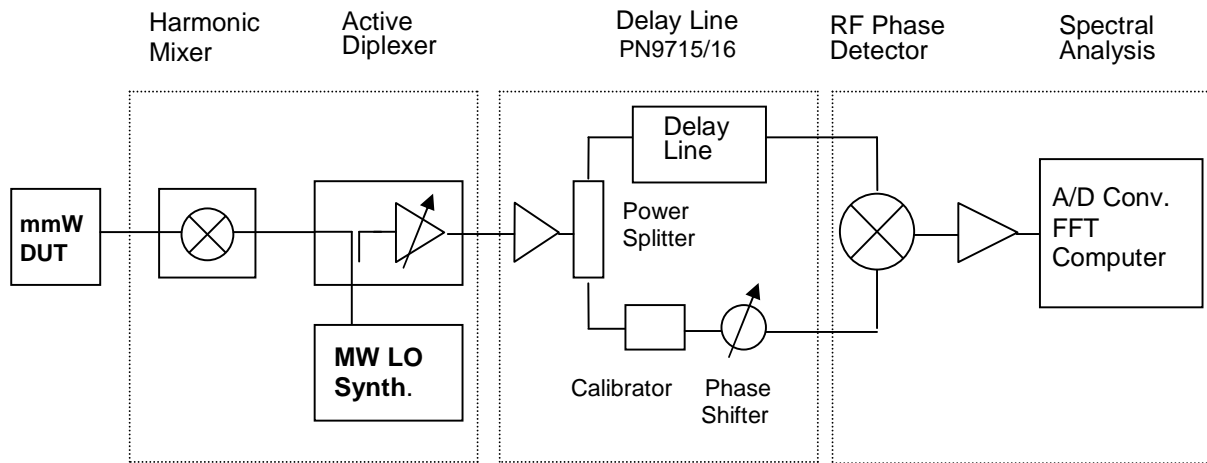 Harmonic
Mixer
Active
Diplexer
Delay Line
PN9715/16
RF Phase
Detector
Spectral
Analysis
mmW
DUT
MW LO
Synth.
Delay
Line
Power
Splitter
Calibrator
Phase
Shifter
A/D Conv.
FFT
Computer